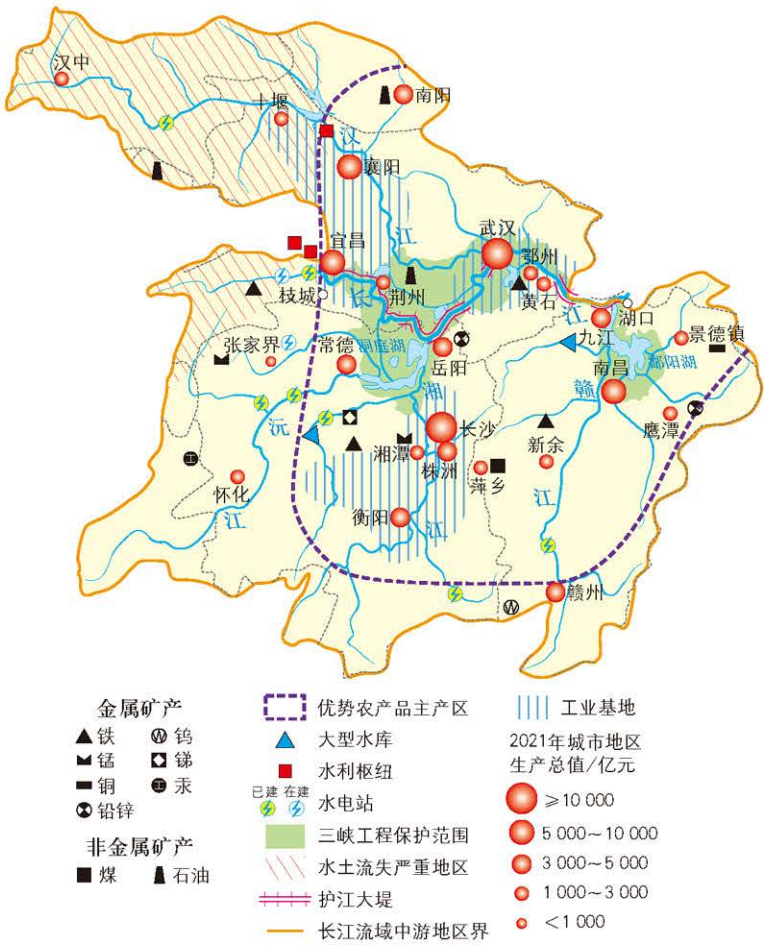 汉中
十堰
南阳
汉
襄阳
江
武汉
宜昌
鄂州
枝城
长
荆州
黄石
江
湖口
九江
景德镇
张家界
常德
洞庭湖
岳阳
鄱阳湖
南昌
湖
赣
沅
长沙
鹰潭
湘潭
株洲
新余
萍乡
怀化
江
衡阳
江
江
赣州
金属矿产
铁
钨
锰
锑
铜
汞
铅锌
非金属矿产
煤
石油
优势农产品主产区
大型水库
水利枢纽
已建 在建
水电站
三峡工程保护范围
水土流失严重地区
护江大堤
长江流域中游地区界
工业基地
2021年城市地区
生产总值/亿元
≥10 000
5 000~10 000
3 000~5 000
1 000~3 000
<1 000